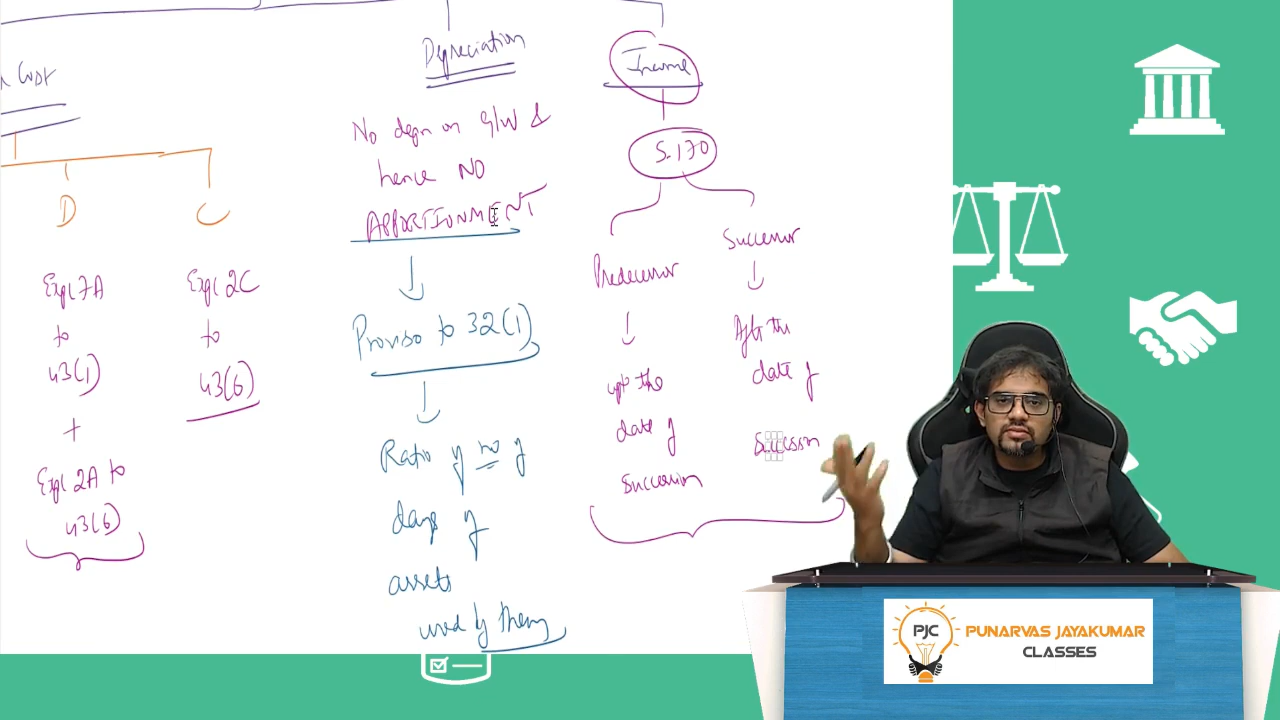 Cost
D
C
Expl 7A
to
43(1)
+
Expl 2A to
43(6)
Expl 2C
to
43(6)
Depreciation
No depn on G/W &
hence NO
APPORTIONMENT
Proviso to 32(1)
Ratio of no of
days of
assets
used by them
Income
S.170
Predecessor
upto the
date of
Succession
Successor
After the
date of
Succession
PJC
PUNARVAS JAYAKUMAR
CLASSES